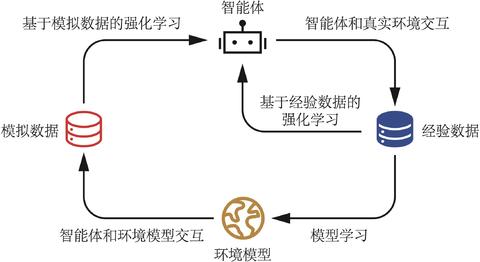 智能体
基于模拟数据的强化学习
智能体和真实环境交互
基于经验数据的
强化学习
模拟数据
经验数据
智能体和环境模型交互
模型学习
环境模型